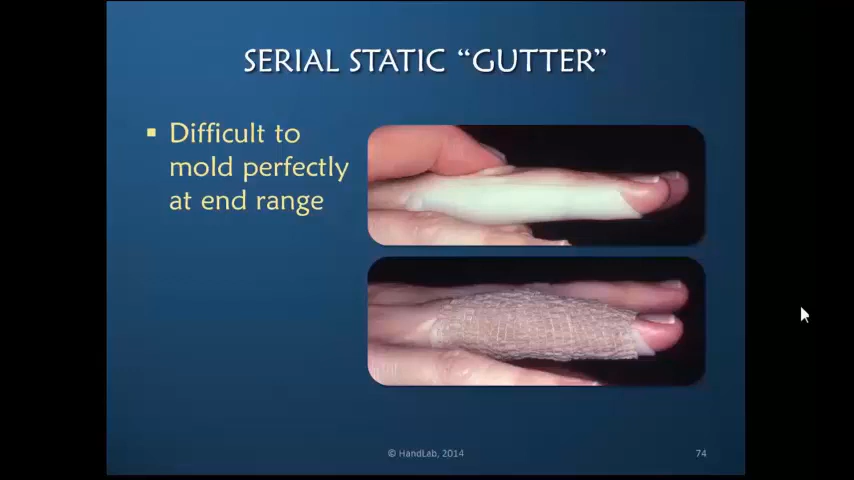 SERIAL STATIC “GUTTER”
▪ Difficult to
mold perfectly
at end range
© HandLab, 2014
74